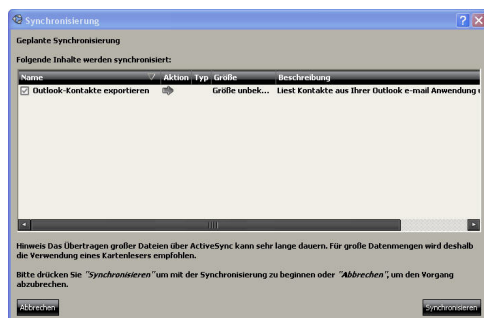 Synchronisierung
Geplante Synchronisierung
Folgende Inhalte werden synchronisiert:
Name Aktion Typ Größe Beschreibung
Outlook-Kontakte exportieren Größe unbek... Liest Kontakte aus Ihrer Outlook e-mail Anwendung u
Hinweis Das Übertragen großer Dateien über ActiveSync kann sehr lange dauern. Für große Datenmengen wird deshalb
die Verwendung eines Kartenlesers empfohlen.
Bitte drücken Sie "Synchronisieren" um mit der Synchronisierung zu beginnen oder "Abbrechen", um den Vorgang
abzubrechen.
Abbrechen Synchronisieren